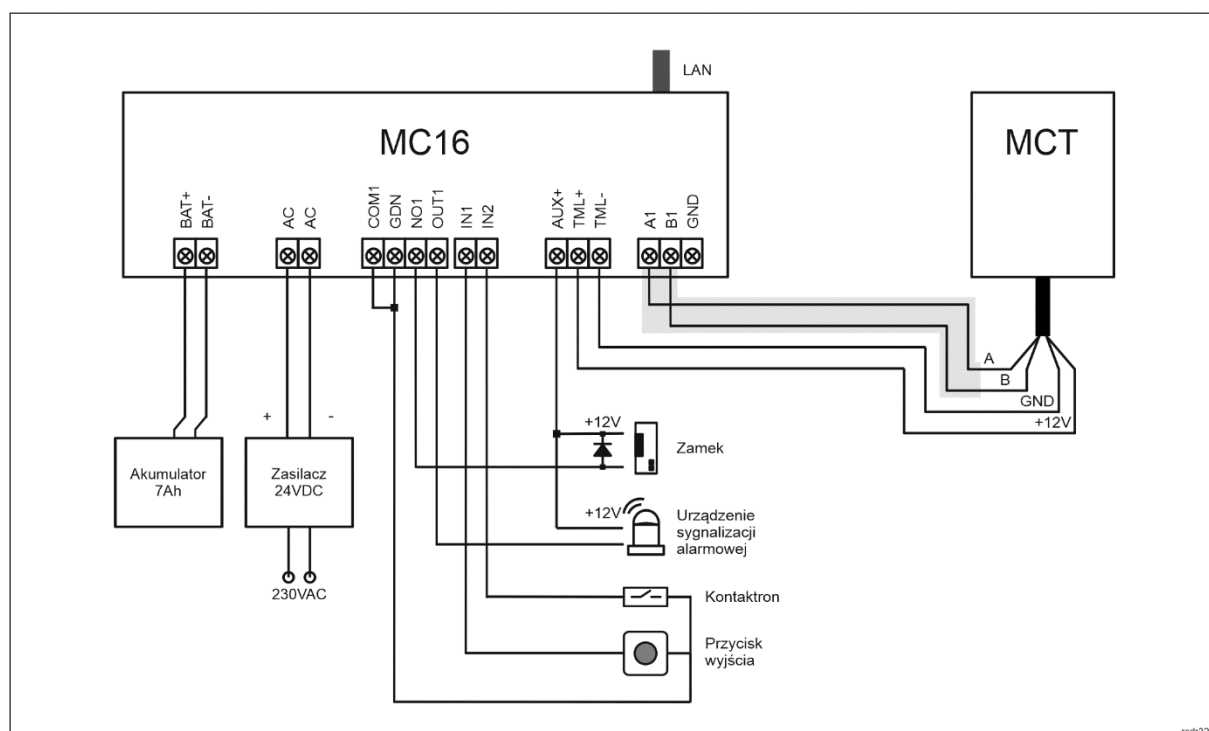 LAN
MC16
MCT
BAT+
BAT-
AC
AC
COM1
GDN
NO1
OUT1
IN1
IN2
AUX+
TML+
TML-
A1
B1
GND
A
B
GND
+12V
+
-
Akumulator
7Ah
Zasilacz
24VDC
230VAC
+12V
Zamek
+12V
Urządzenie
sygnalizacji
alarmowej
Kontaktron
Przycisk
wyjścia